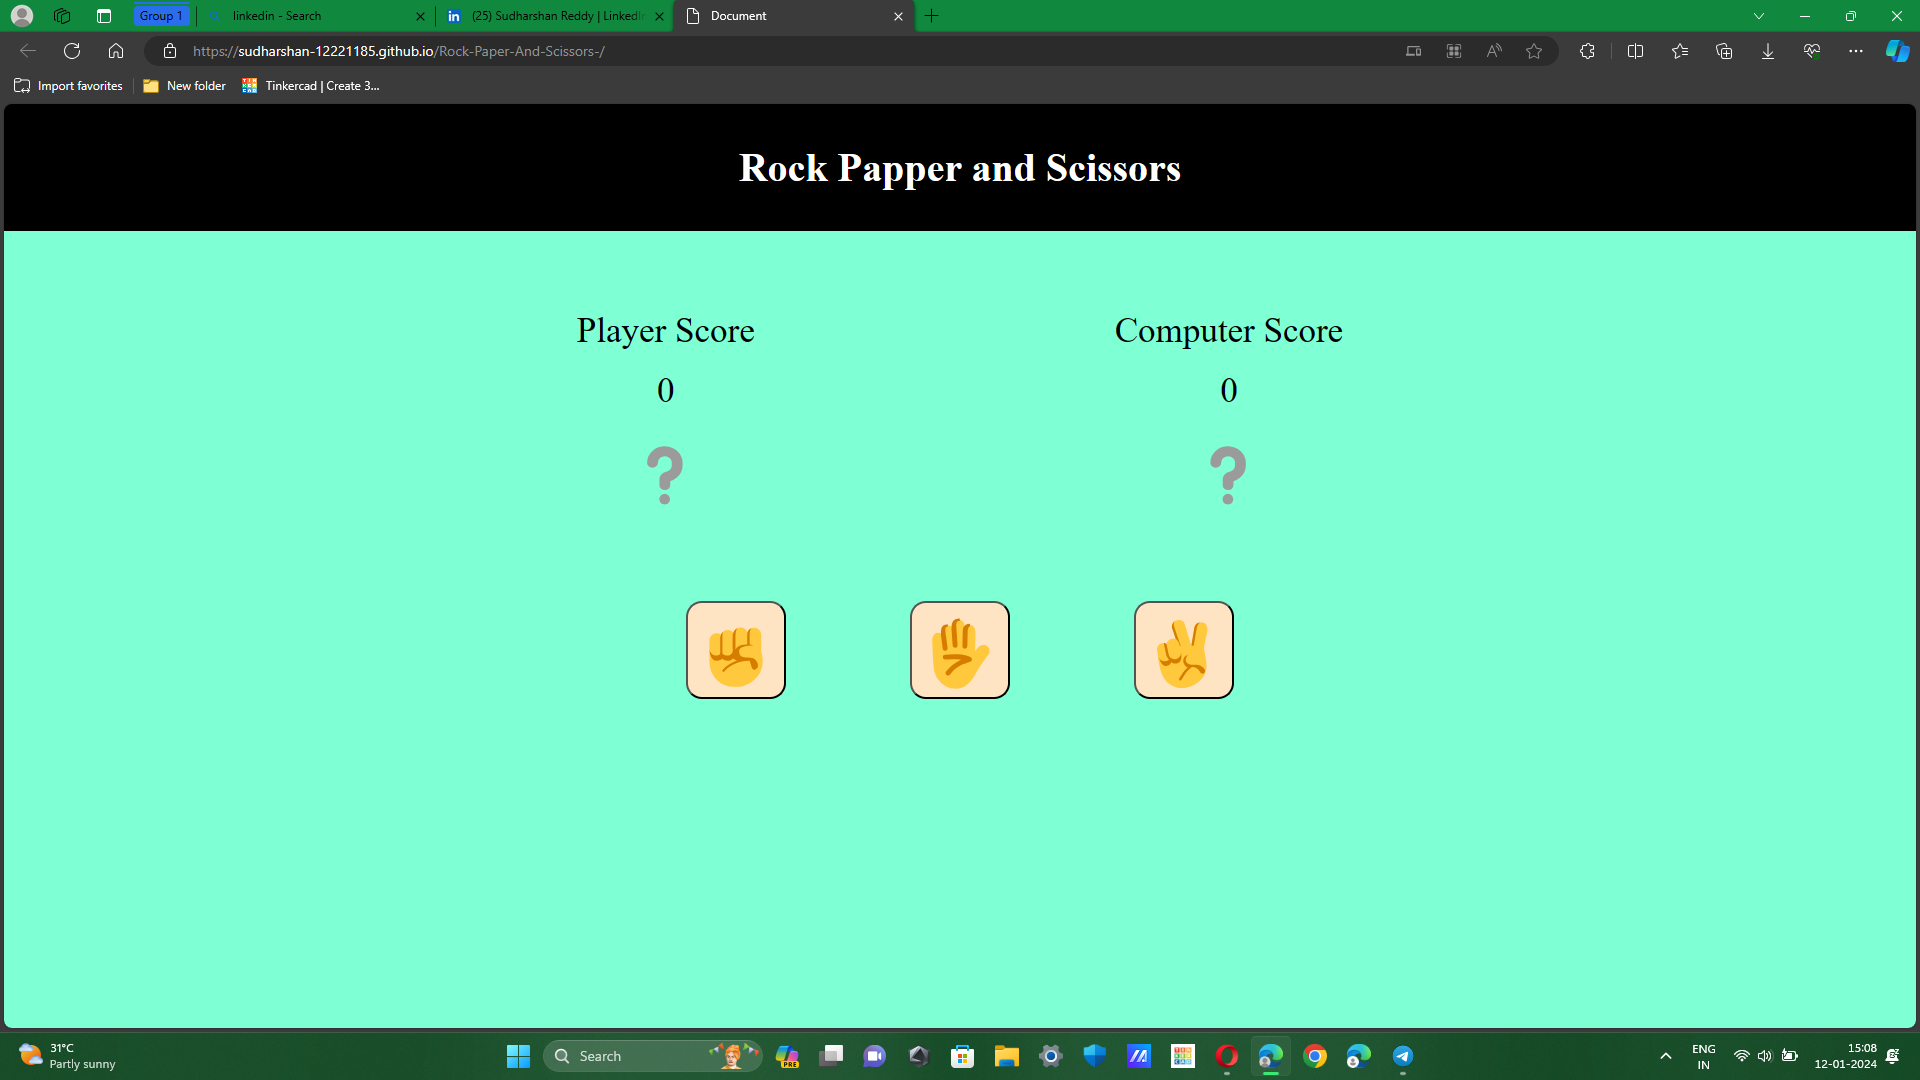 Group 1
linkedin - Search
(25) Sudharshan Reddy | LinkedI
Document
https://sudharshan-12221185.github.io/Rock-Paper-And-Scissors-/
Import favorites
New folder
Tinkercad | Create 3...
Rock Papper and Scissors
Player Score
Computer Score
0
0
31°C
Partly sunny
Search
PRE
ENG
IN
15:08
12-01-2024